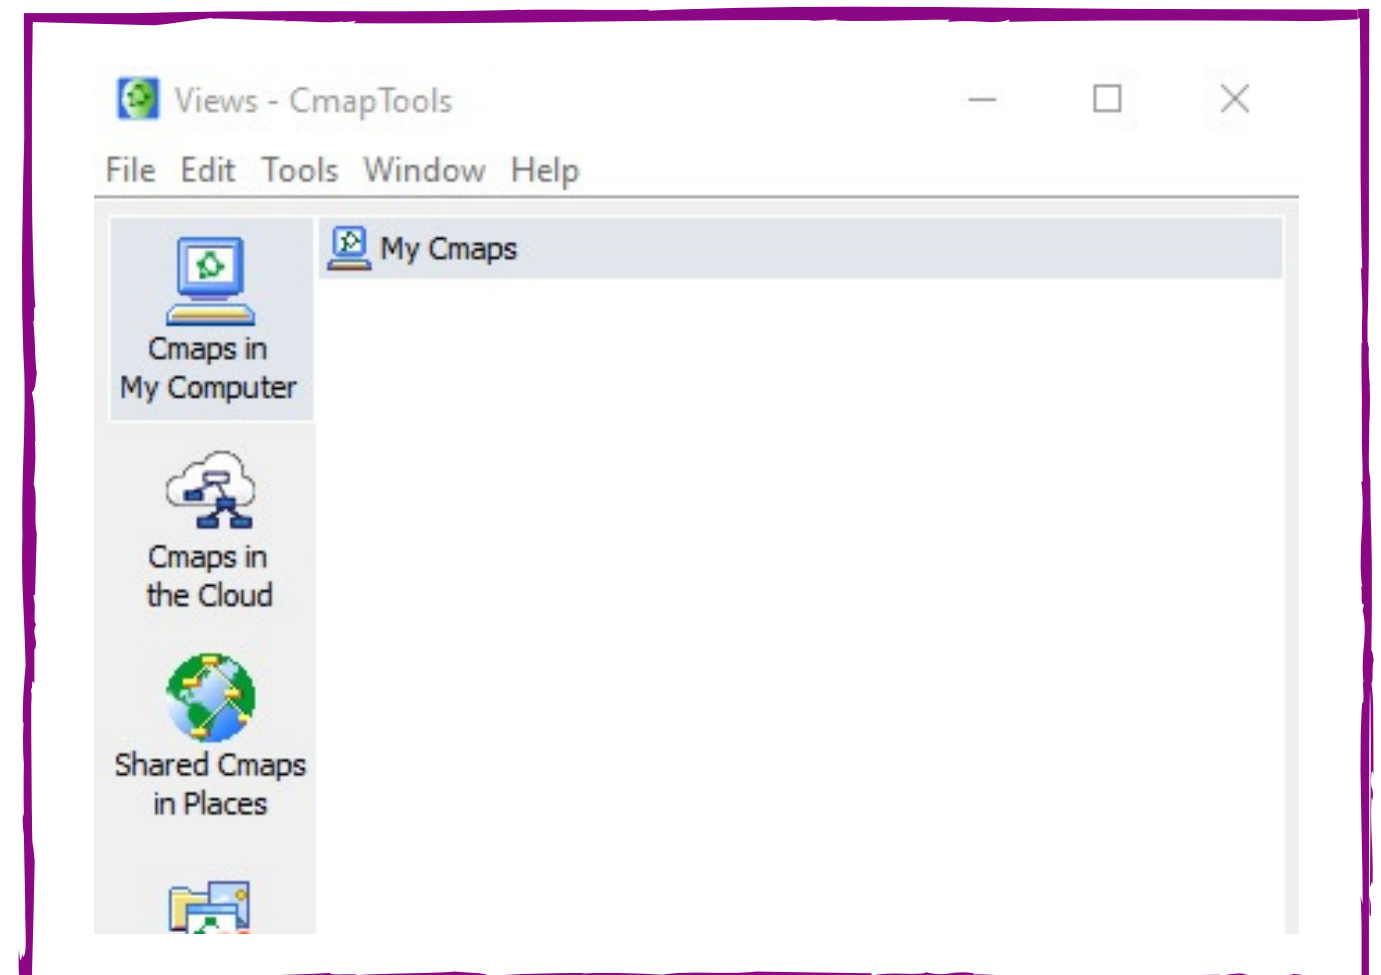 Views - CmapTools
File Edit Tools Window Help
My Cmaps
Cmaps in
My Computer
Cmaps in
the Cloud
Shared Cmaps
in Places